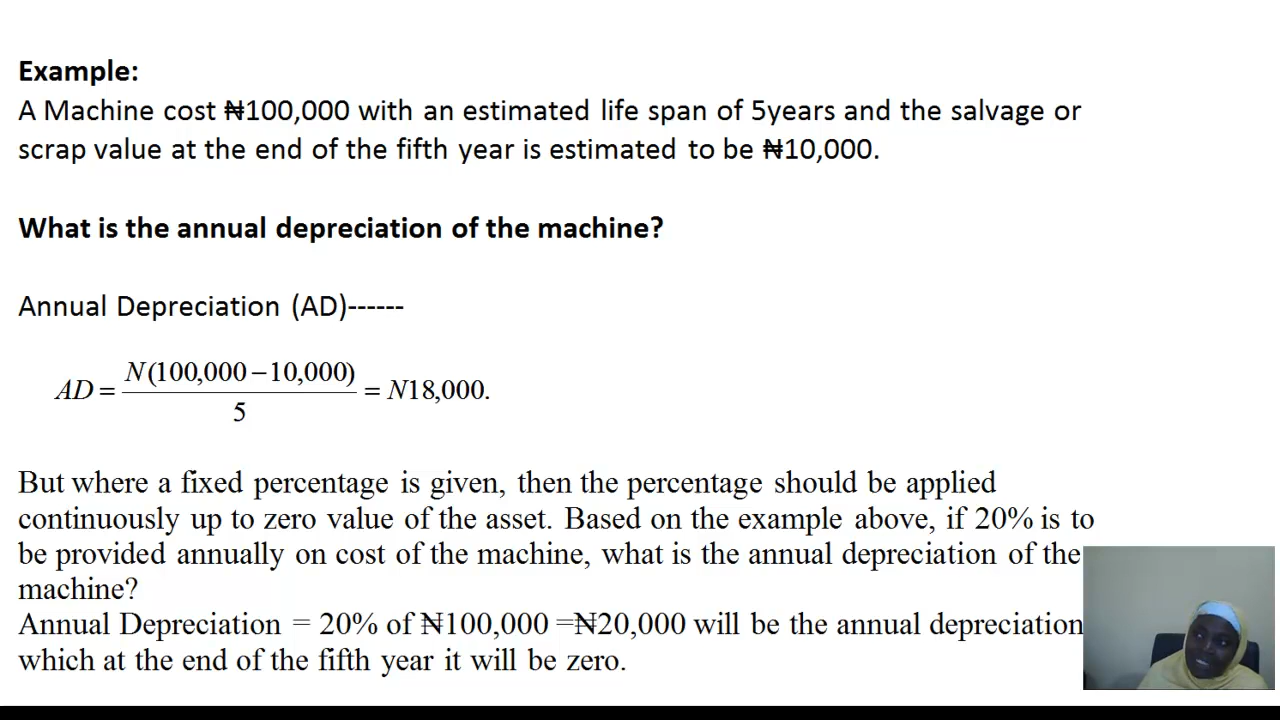 Example:
A Machine cost ₦100,000 with an estimated life span of 5years and the salvage or
scrap value at the end of the fifth year is estimated to be ₦10,000.
What is the annual depreciation of the machine?
Annual Depreciation (AD)------
AD = N(100,000 − 10,000) / 5 = N18,000.
But where a fixed percentage is given, then the percentage should be applied
continuously up to zero value of the asset. Based on the example above, if 20% is to
be provided annually on cost of the machine, what is the annual depreciation of the
machine?
Annual Depreciation = 20% of ₦100,000 =₦20,000 will be the annual depreciation
which at the end of the fifth year it will be zero.